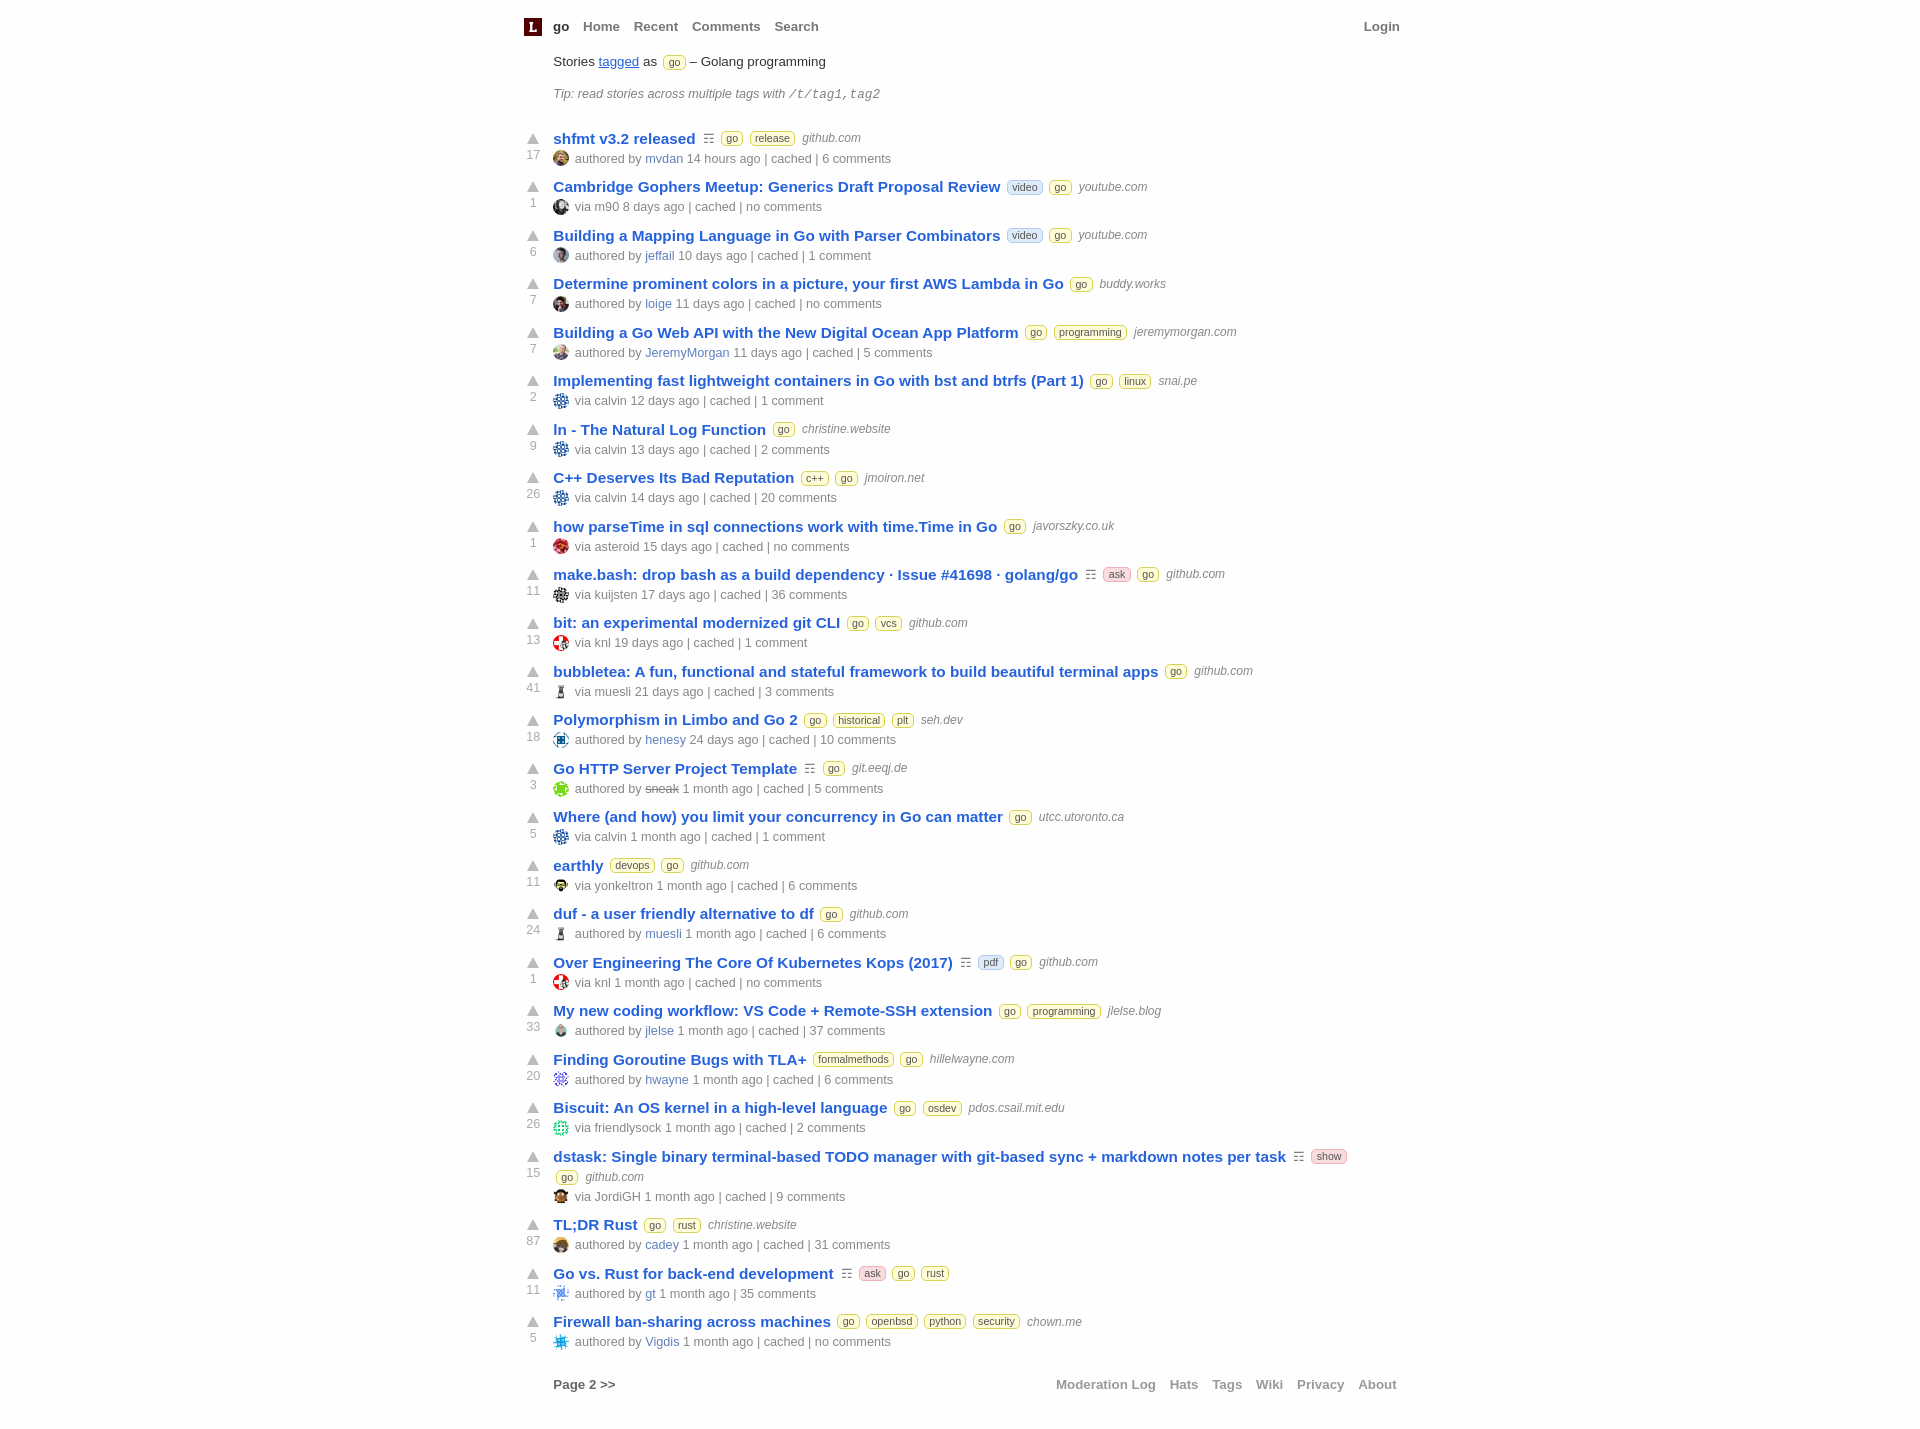 L go Home Recent Comments Search Login
Stories tagged as go – Golang programming
Tip: read stories across multiple tags with /t/tag1,tag2
shfmt v3.2 released ☶ go release github.com
17 authored by mvdan 14 hours ago | cached | 6 comments
Cambridge Gophers Meetup: Generics Draft Proposal Review video go youtube.com
1 via m90 8 days ago | cached | no comments
Building a Mapping Language in Go with Parser Combinators video go youtube.com
6 authored by jeffail 10 days ago | cached | 1 comment
Determine prominent colors in a picture, your first AWS Lambda in Go go buddy.works
7 authored by loige 11 days ago | cached | no comments
Building a Go Web API with the New Digital Ocean App Platform go programming jeremymorgan.com
7 authored by JeremyMorgan 11 days ago | cached | 5 comments
Implementing fast lightweight containers in Go with bst and btrfs (Part 1) go linux snai.pe
2 via calvin 12 days ago | cached | 1 comment
ln - The Natural Log Function go christine.website
9 via calvin 13 days ago | cached | 2 comments
C++ Deserves Its Bad Reputation c++ go jmoiron.net
26 via calvin 14 days ago | cached | 20 comments
how parseTime in sql connections work with time.Time in Go go javorszky.co.uk
1 via asteroid 15 days ago | cached | no comments
make.bash: drop bash as a build dependency · Issue #41698 · golang/go ☶ ask go github.com
11 via kuijsten 17 days ago | cached | 36 comments
bit: an experimental modernized git CLI go vcs github.com
13 via knl 19 days ago | cached | 1 comment
bubbletea: A fun, functional and stateful framework to build beautiful terminal apps go github.com
41 via muesli 21 days ago | cached | 3 comments
Polymorphism in Limbo and Go 2 go historical plt seh.dev
18 authored by henesy 24 days ago | cached | 10 comments
Go HTTP Server Project Template ☶ go git.eeqj.de
3 authored by sneak 1 month ago | cached | 5 comments
Where (and how) you limit your concurrency in Go can matter go utcc.utoronto.ca
5 via calvin 1 month ago | cached | 1 comment
earthly devops go github.com
11 via yonkeltron 1 month ago | cached | 6 comments
duf - a user friendly alternative to df go github.com
24 authored by muesli 1 month ago | cached | 6 comments
Over Engineering The Core Of Kubernetes Kops (2017) ☶ pdf go github.com
1 via knl 1 month ago | cached | no comments
My new coding workflow: VS Code + Remote-SSH extension go programming jlelse.blog
33 authored by jlelse 1 month ago | cached | 37 comments
Finding Goroutine Bugs with TLA+ formalmethods go hillelwayne.com
20 authored by hwayne 1 month ago | cached | 6 comments
Biscuit: An OS kernel in a high-level language go osdev pdos.csail.mit.edu
26 via friendlysock 1 month ago | cached | 2 comments
dstask: Single binary terminal-based TODO manager with git-based sync + markdown notes per task ☶ show
15 go github.com
via JordiGH 1 month ago | cached | 9 comments
TL;DR Rust go rust christine.website
87 authored by cadey 1 month ago | cached | 31 comments
Go vs. Rust for back-end development ☶ ask go rust
11 authored by gt 1 month ago | 35 comments
Firewall ban-sharing across machines go openbsd python security chown.me
5 authored by Vigdis 1 month ago | cached | no comments
Page 2 >> Moderation Log Hats Tags Wiki Privacy About